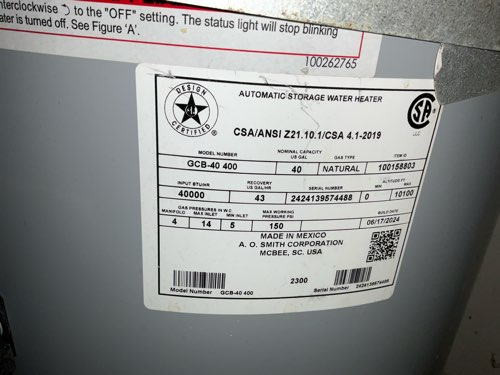 nterclockwise ↷ to the "OFF" setting. The status light will stop blinking
ater is turned off. See Figure 'A'.
100262765
DESIGN
CERTIFIED
®
AUTOMATIC STORAGE WATER HEATER
CSA/ANSI Z21.10.1/CSA 4.1-2019
SA
LLC
MODEL NUMBER
NOMINAL CAPACITY
US GAL
GAS TYPE
ITEM ID
GCB-40 400
40
NATURAL
100158803
INPUT BTU/HR
RECOVERY
US GAL/HR
SERIAL NUMBER
ALTITUDE FT
MAX
40000
43
2424139574488
0
10100
GAS PRESSURES IN W.C.
MANIFOLD
MAX INLET
MIN INLET
MAX WORKING
PRESSURE PSI
BUILD DATE
4
14
5
150
06/17/2024
MADE IN MEXICO
A. O. SMITH CORPORATION
MCBEE, SC. USA
2300
Model Number GCB-40 400
Serial Number 2424139574488